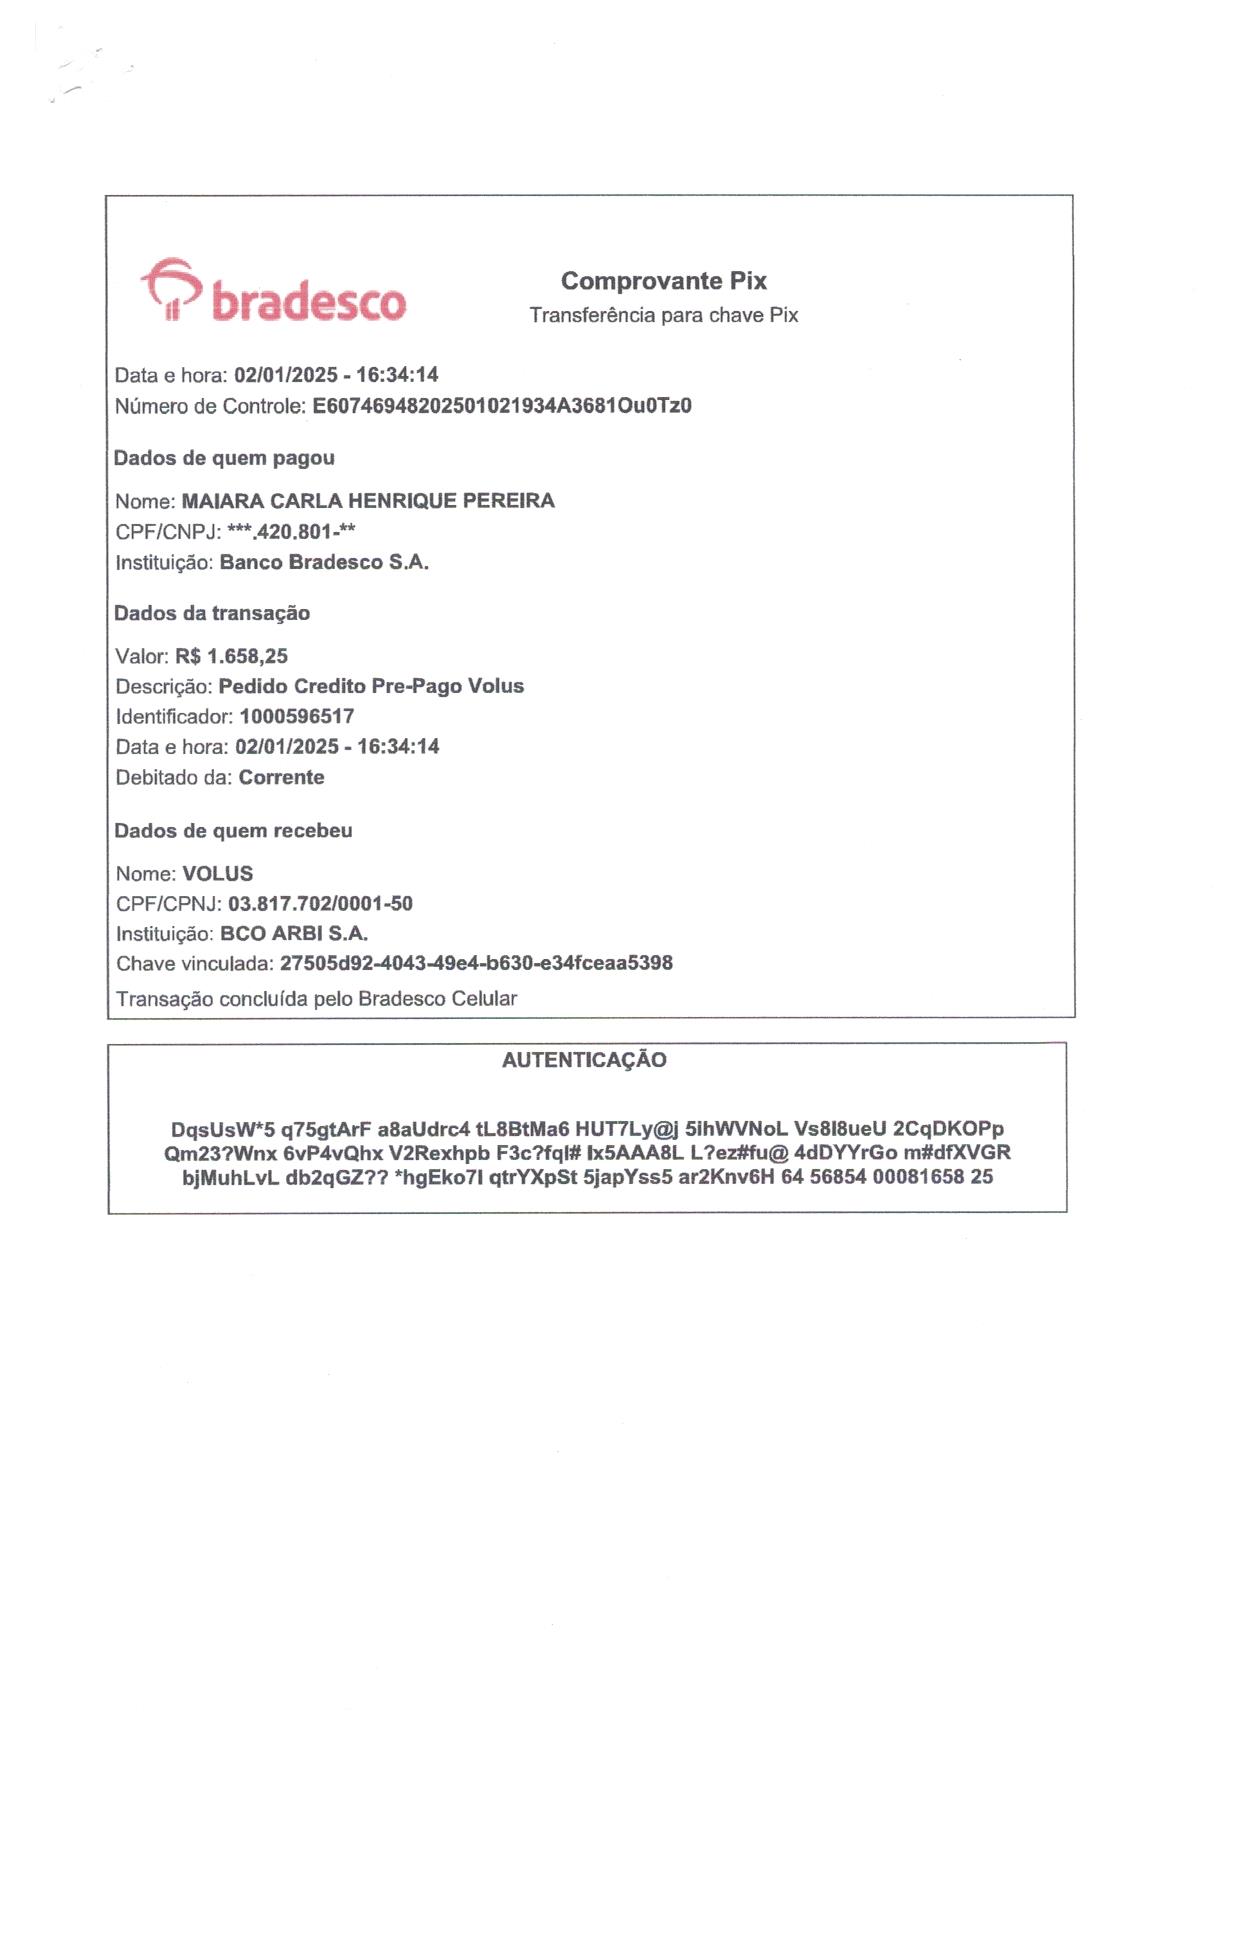 bradesco
Comprovante Pix
Transferência para chave Pix
Data e hora: 02/01/2025 - 16:34:14
Número de Controle: E60746948202501021934A3681Ou0Tz0
Dados de quem pagou
Nome: MAIARA CARLA HENRIQUE PEREIRA
CPF/CNPJ: ***.420.801-**
Instituição: Banco Bradesco S.A.
Dados da transação
Valor: R$ 1.658,25
Descrição: Pedido Credito Pre-Pago Volus
Identificador: 1000596517
Data e hora: 02/01/2025 - 16:34:14
Debitado da: Corrente
Dados de quem recebeu
Nome: VOLUS
CPF/CPNJ: 03.817.702/0001-50
Instituição: BCO ARBI S.A.
Chave vinculada: 27505d92-4043-49e4-b630-e34fceaa5398
Transação concluída pelo Bradesco Celular
AUTENTICAÇÃO
DqsUsW*5 q75gtArF a8aUdrc4 tL8BtMa6 HUT7Ly@j 5ihWVNoL Vs8I8ueU 2CqDKOPp
Qm23?Wnx 6vP4vQhx V2Rexhpb F3c?fqI# Ix5AAA8L L?ez#fu@ 4dDYYrGo m#dfXVGR
bjMuhLvL db2qGZ?? *hgEko7I qtrYXpSt 5japYss5 ar2Knv6H 64 56854 00081658 25